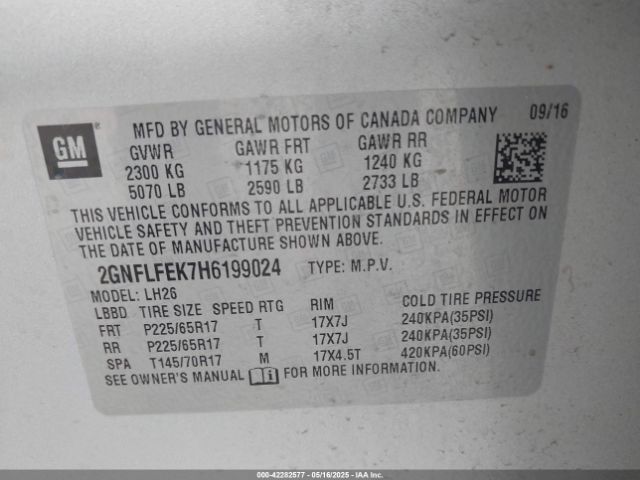 GM
MFD BY GENERAL MOTORS OF CANADA COMPANY 09/16
GVWR GAWR FRT GAWR RR
2300 KG 1175 KG 1240 KG
5070 LB 2590 LB 2733 LB
THIS VEHICLE CONFORMS TO ALL APPLICABLE U.S. FEDERAL MOTOR
VEHICLE SAFETY AND THEFT PREVENTION STANDARDS IN EFFECT ON
THE DATE OF MANUFACTURE SHOWN ABOVE.
2GNFLFEK7H6199024 TYPE: M.P.V.
MODEL: LH26
LBBD TIRE SIZE SPEED RTG RIM COLD TIRE PRESSURE
FRT P225/65R17 T 17X7J 240KPA(35PSI)
RR P225/65R17 T 17X7J 240KPA(35PSI)
SPA T145/70R17 M 17X4.5T 420KPA(60PSI)
SEE OWNER'S MANUAL FOR MORE INFORMATION.
000-42282577 - 05/16/2025 - IAAI.COM